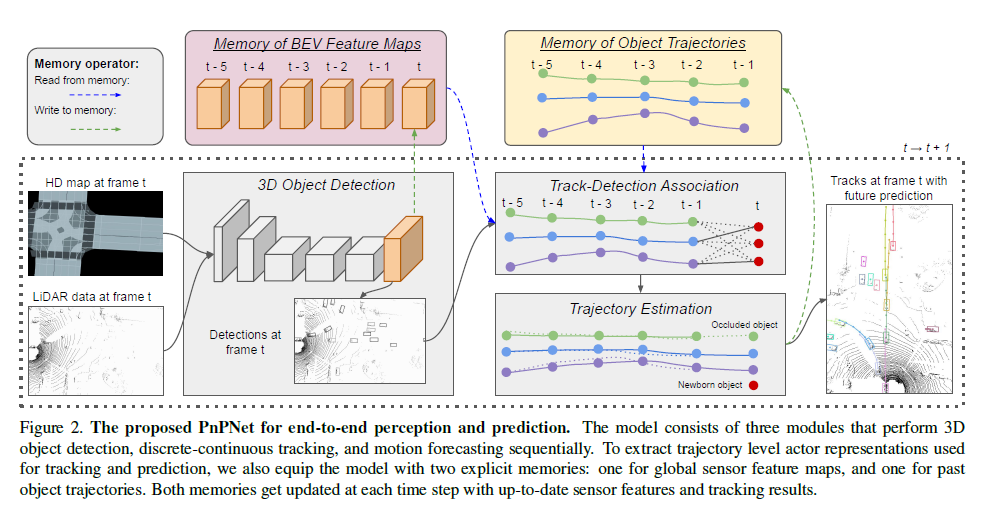 Memory operator:
Read from memory:
Write to memory:
Memory of BEV Feature Maps
t - 5 t - 4 t - 3 t - 2 t - 1 t
Memory of Object Trajectories
t - 5 t - 4 t - 3 t - 2 t - 1
t → t + 1
HD map at frame t
LiDAR data at frame t
3D Object Detection
Detections at
frame t
Track-Detection Association
t - 5 t - 4 t - 3 t - 2 t - 1 t
Trajectory Estimation
Occluded object
Newborn object
Tracks at frame t with
future prediction
Figure 2. The proposed PnPNet for end-to-end perception and prediction. The model consists of three modules that perform 3D
object detection, discrete-continuous tracking, and motion forecasting sequentially. To extract trajectory level actor representations used
for tracking and prediction, we also equip the model with two explicit memories: one for global sensor feature maps, and one for past
object trajectories. Both memories get updated at each time step with up-to-date sensor features and tracking results.